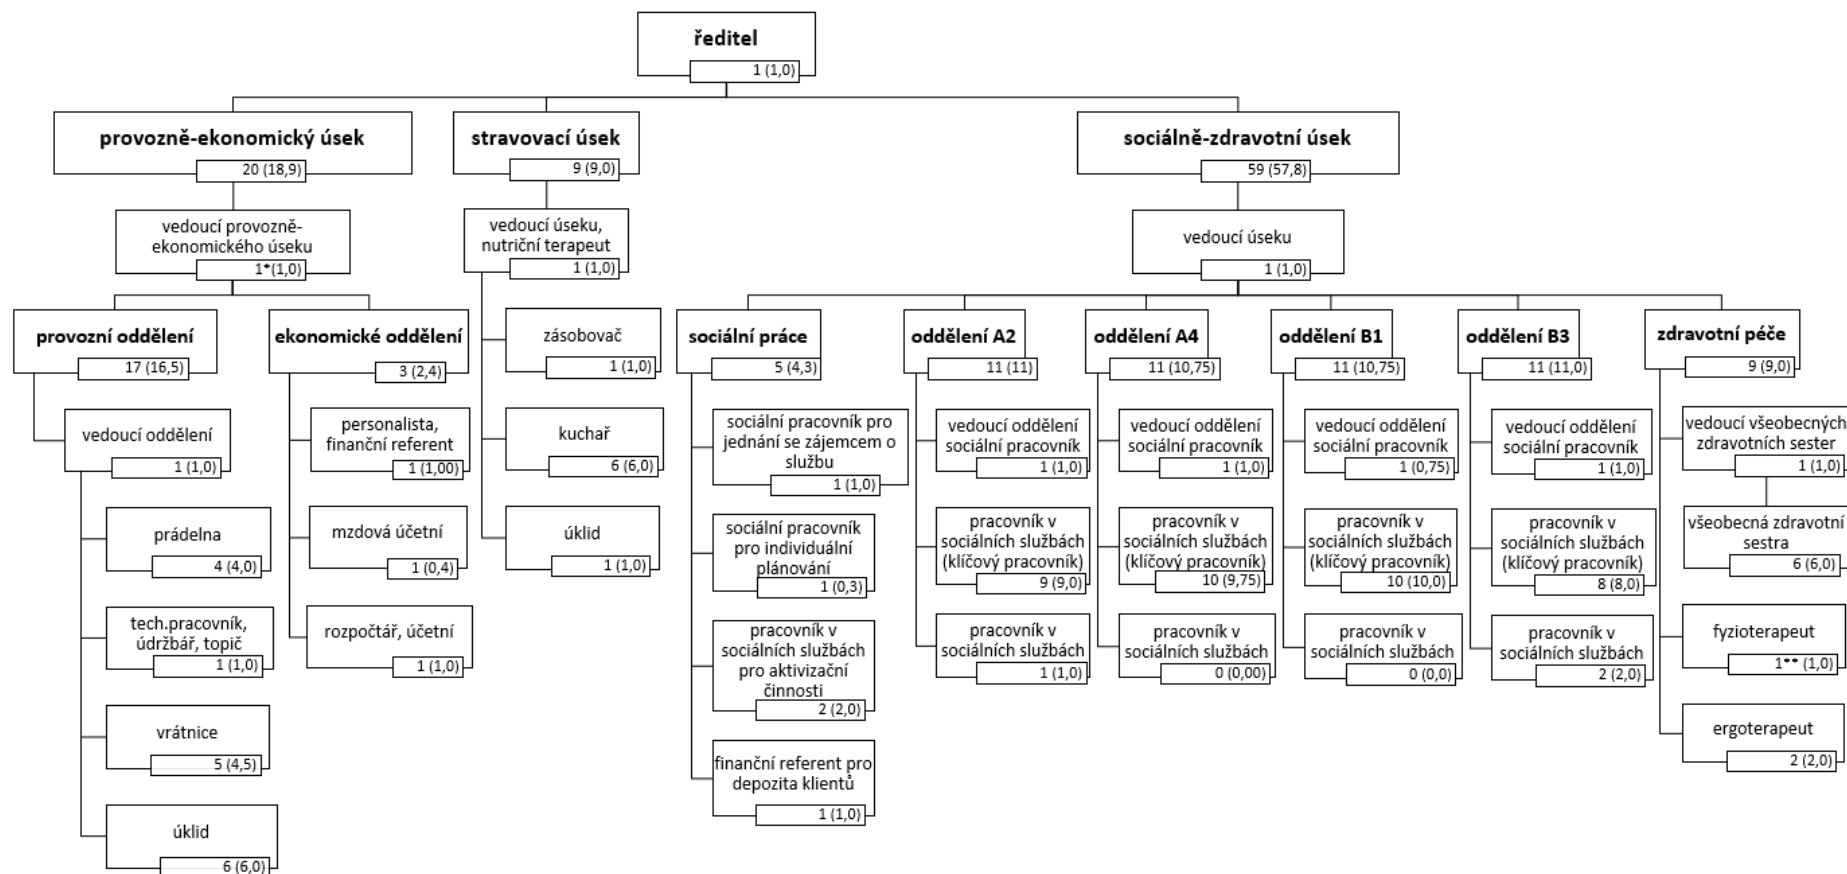 ředitel
1 (1,0)
provozně-ekonomický úsek
20 (18,9)
stravovací úsek
9 (9,0)
sociálně-zdravotní úsek
59 (57,8)
vedoucí provozně-
ekonomického úseku
1*(1,0)
vedoucí úseku,
nutriční terapeut
1 (1,0)
vedoucí úseku
1 (1,0)
provozní oddělení
17 (16,5)
vedoucí oddělení
1 (1,0)
prádelna
4 (4,0)
tech.pracovník,
údržbář, topič
1 (1,0)
vrátnice
5 (4,5)
úklid
6 (6,0)
ekonomické oddělení
3 (2,4)
personalista,
finanční referent
1 (1,00)
mzdová účetní
1 (0,4)
rozpočtář, účetní
1 (1,0)
zásobovač
1 (1,0)
kuchař
6 (6,0)
úklid
1 (1,0)
sociální práce
5 (4,3)
sociální pracovník pro
jednání se zájemcem o
službu
1 (1,0)
sociální pracovník
pro individuální
plánování
1 (0,3)
pracovník v
sociálních službách
pro aktivizační
činnosti
2 (2,0)
finanční referent pro
depozita klientů
1 (1,0)
oddělení A2
11 (11)
vedoucí oddělení
sociální pracovník
1 (1,0)
pracovník v
sociálních službách
(klíčový pracovník)
9 (9,0)
pracovník v
sociálních službách
1 (1,0)
oddělení A4
11 (10,75)
vedoucí oddělení
sociální pracovník
1 (1,0)
pracovník v
sociálních službách
(klíčový pracovník)
10 (9,75)
pracovník v
sociálních službách
0 (0,00)
oddělení B1
11 (10,75)
vedoucí oddělení
sociální pracovník
1 (0,75)
pracovník v
sociálních službách
(klíčový pracovník)
10 (10,0)
pracovník v
sociálních službách
0 (0,0)
oddělení B3
11 (11,0)
vedoucí oddělení
sociální pracovník
1 (1,0)
pracovník v
sociálních službách
(klíčový pracovník)
8 (8,0)
pracovník v
sociálních službách
2 (2,0)
zdravotní péče
9 (9,0)
vedoucí všeobecných
zdravotních sester
1 (1,0)
všeobecná zdravotní
sestra
6 (6,0)
fyzioterapeut
1** (1,0)
ergoterapeut
2 (2,0)